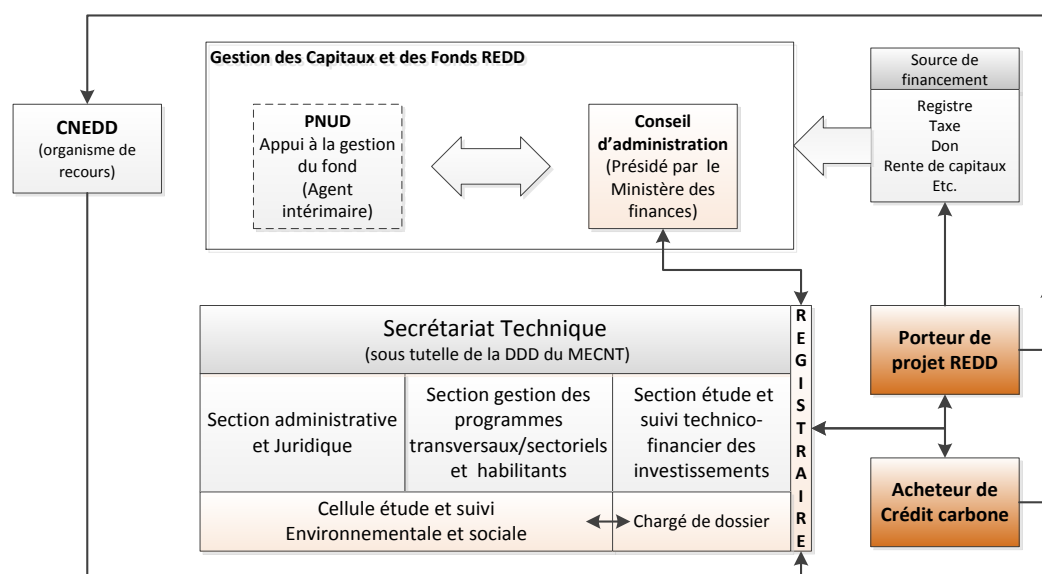 Gestion des Capitaux et des Fonds REDD
CNEDD
(organisme de
recours)
PNUD
Appui à la gestion
du fond
(Agent
intérimaire)
Conseil
d'administration
(Présidé par le
Ministère des
finances)
Source de
financement
Registre
Taxe
Don
Rente de capitaux
Etc.
Secrétariat Technique
(sous tutelle de la DDD du MECNT)
Section administrative
et Juridique
Section gestion des
programmes
transversaux/sectoriels
et habilitants
Section étude et
suivi technico-
financier des
investissements
Cellule étude et suivi
Environnementale et sociale
Chargé de dossier
R
E
G
I
S
T
R
A
I
R
E
Porteur de
projet REDD
Acheteur de
Crédit carbone